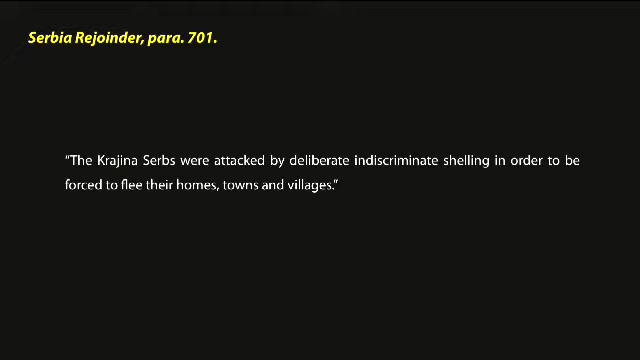 Serbia Rejoinder, para. 701.
“The Krajina Serbs were attacked by deliberate indiscriminate shelling in order to be
forced to flee their homes, towns and villages.”